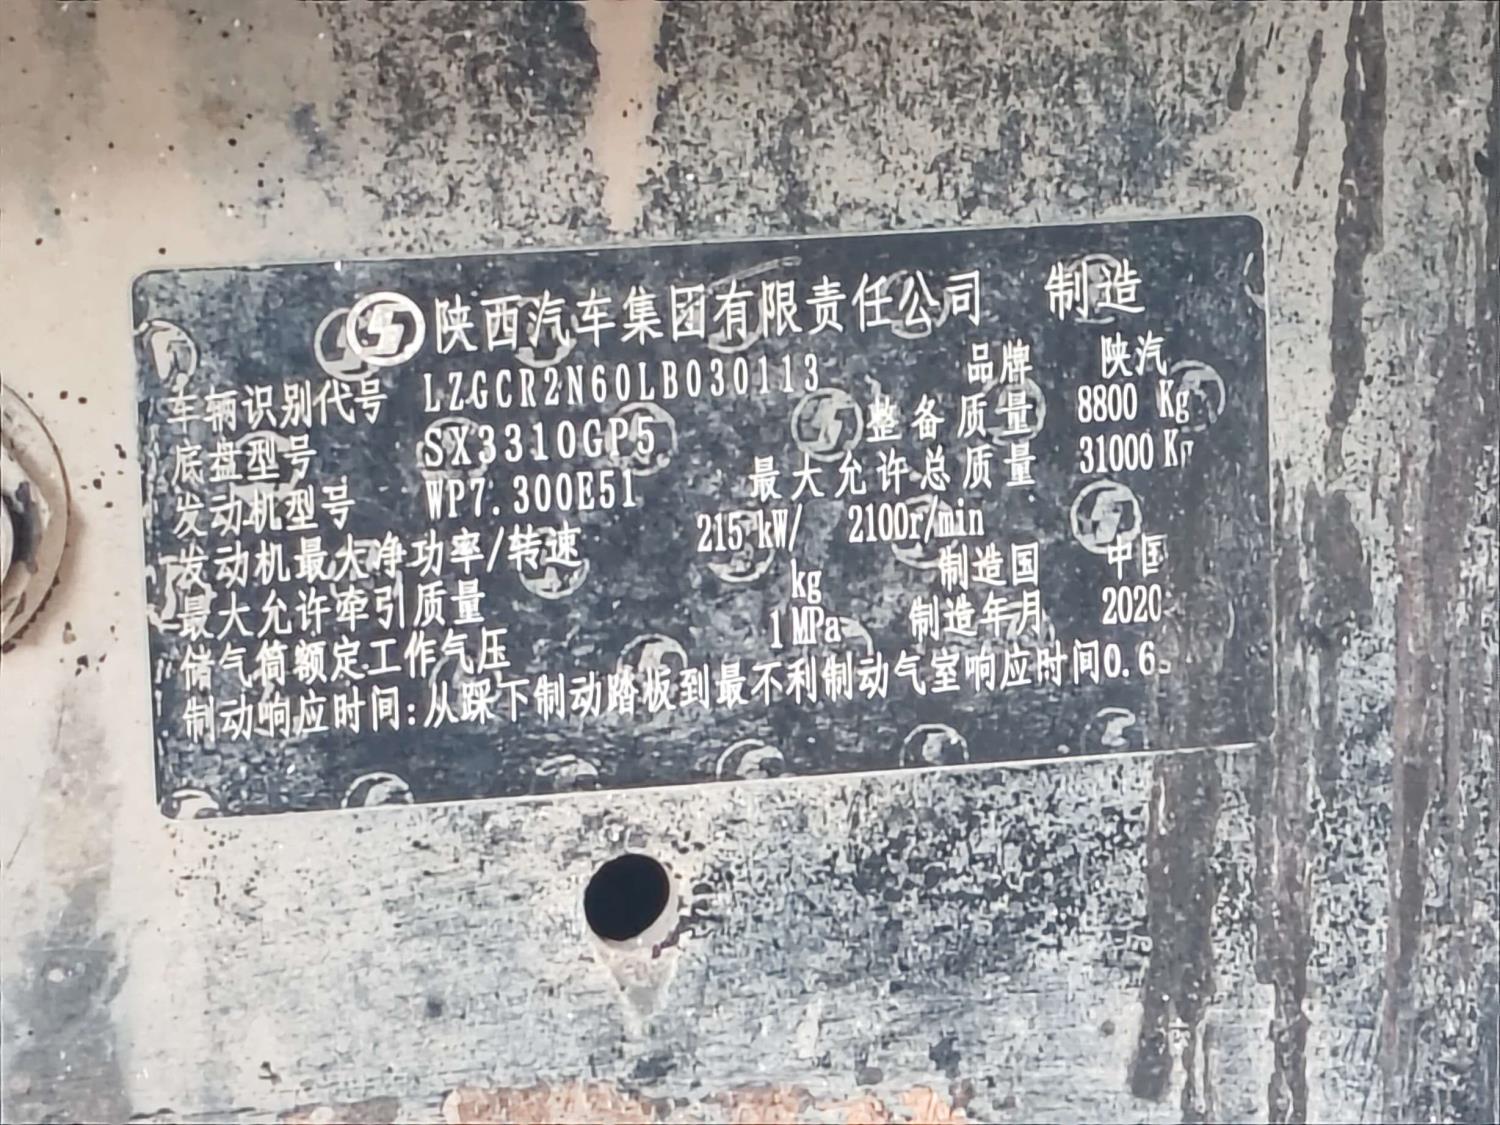 陕西汽车集团有限责任公司 制造
车辆识别代号 LZGCR2N60LB030113 品牌 陕汽
底盘型号 SX3310GP5 整备质量 8800 Kg
发动机型号 WP7.300E51 最大允许总质量 31000 Kg
发动机最大净功率/转速 215 kW/ 2100r/min
最大允许牵引质量 kg 制造国 中国
储气筒额定工作气压 1 MPa 制造年月 2020
制动响应时间:从踩下制动踏板到最不利制动气室响应时间0.6